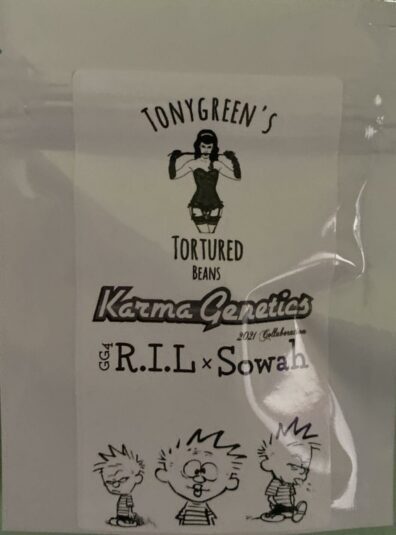 TONYGREEN'S
TORTURED
BEANS
Karma Genetics
2021 Collaboration
GG4 R.I.L x Sowah